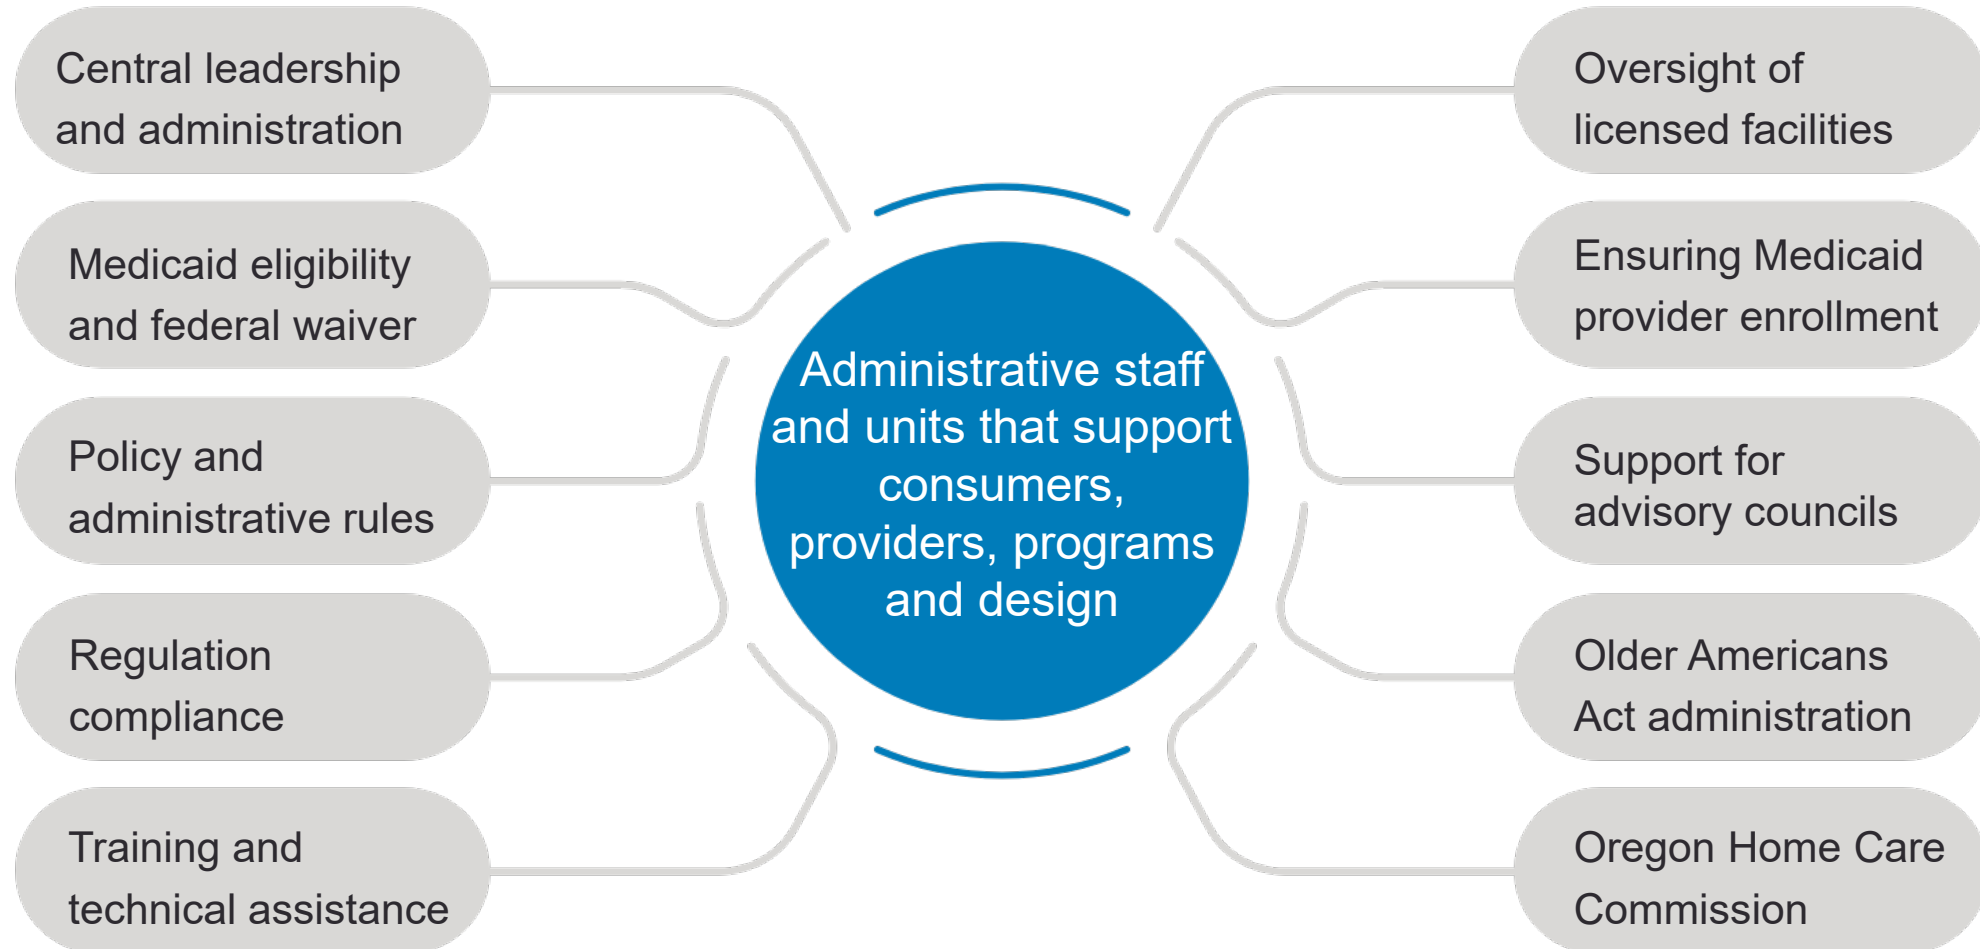 Central leadership
and administration
Medicaid eligibility
and federal waiver
Policy and
administrative rules
Regulation
compliance
Training and
technical assistance
Administrative staff
and units that support
consumers,
providers, programs
and design
Oversight of
licensed facilities
Ensuring Medicaid
provider enrollment
Support for
advisory councils
Older Americans
Act administration
Oregon Home Care
Commission